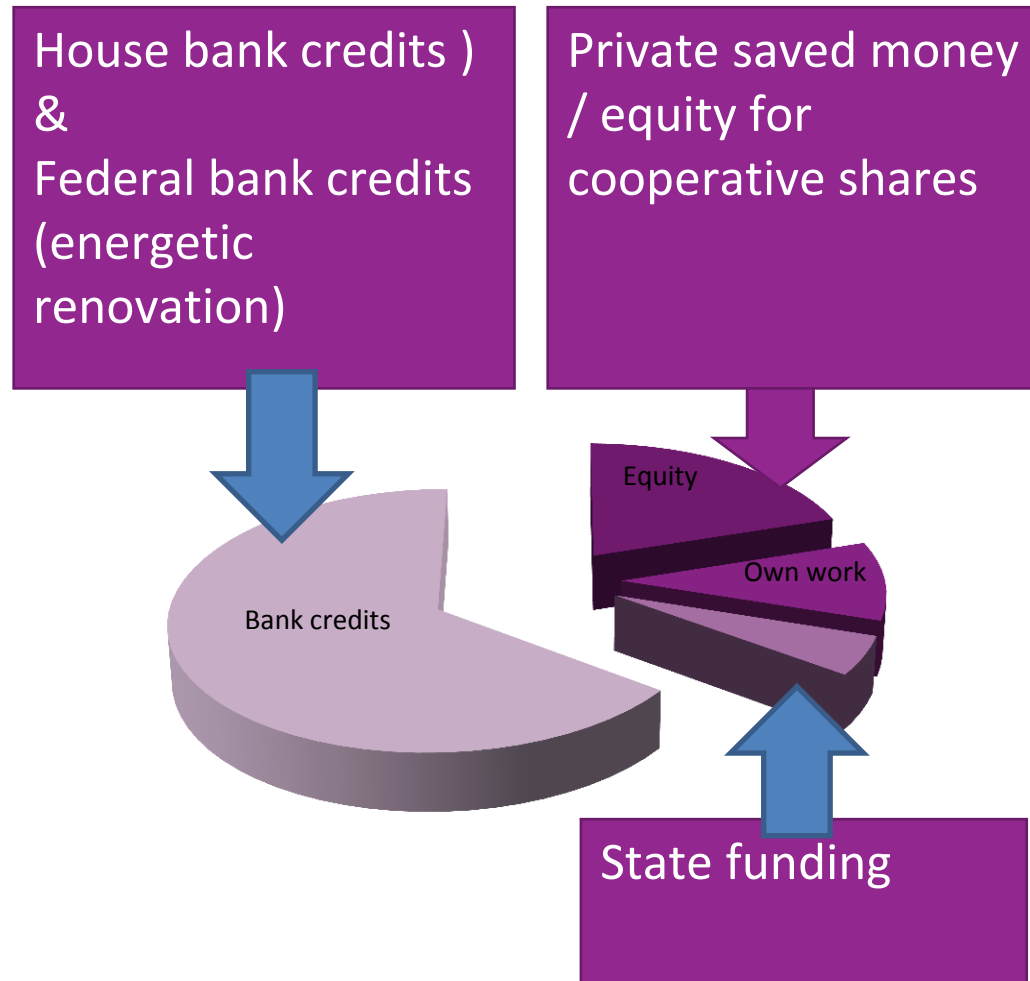 House bank credits )
&
Federal bank credits
(energetic
renovation)
Private saved money
/ equity for
cooperative shares
Equity
Own work
Bank credits
State funding